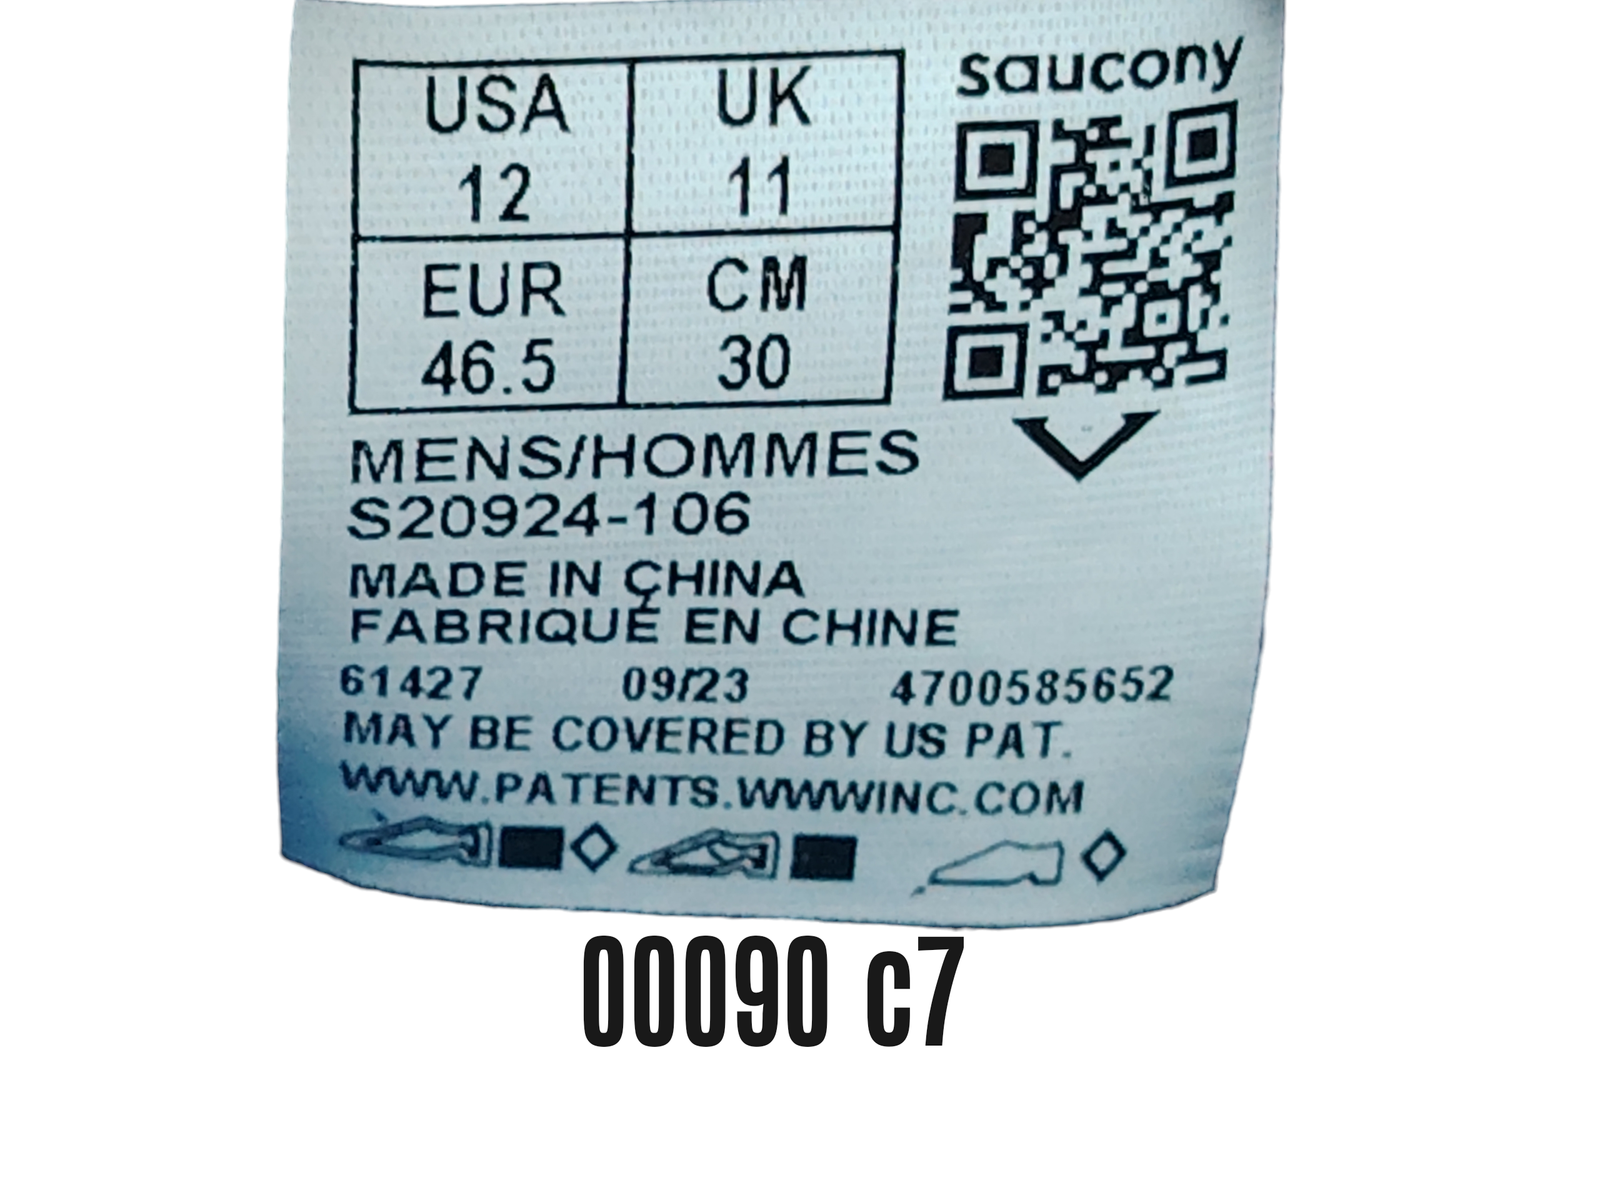 saucony
USA UK
12 11
EUR CM
46.5 30
MENS/HOMMES
S20924-106
MADE IN CHINA
FABRIQUÉ EN CHINE
61427 09/23 4700585652
MAY BE COVERED BY US PAT.
WWW.PATENTS.WWWINC.COM
00090 c7